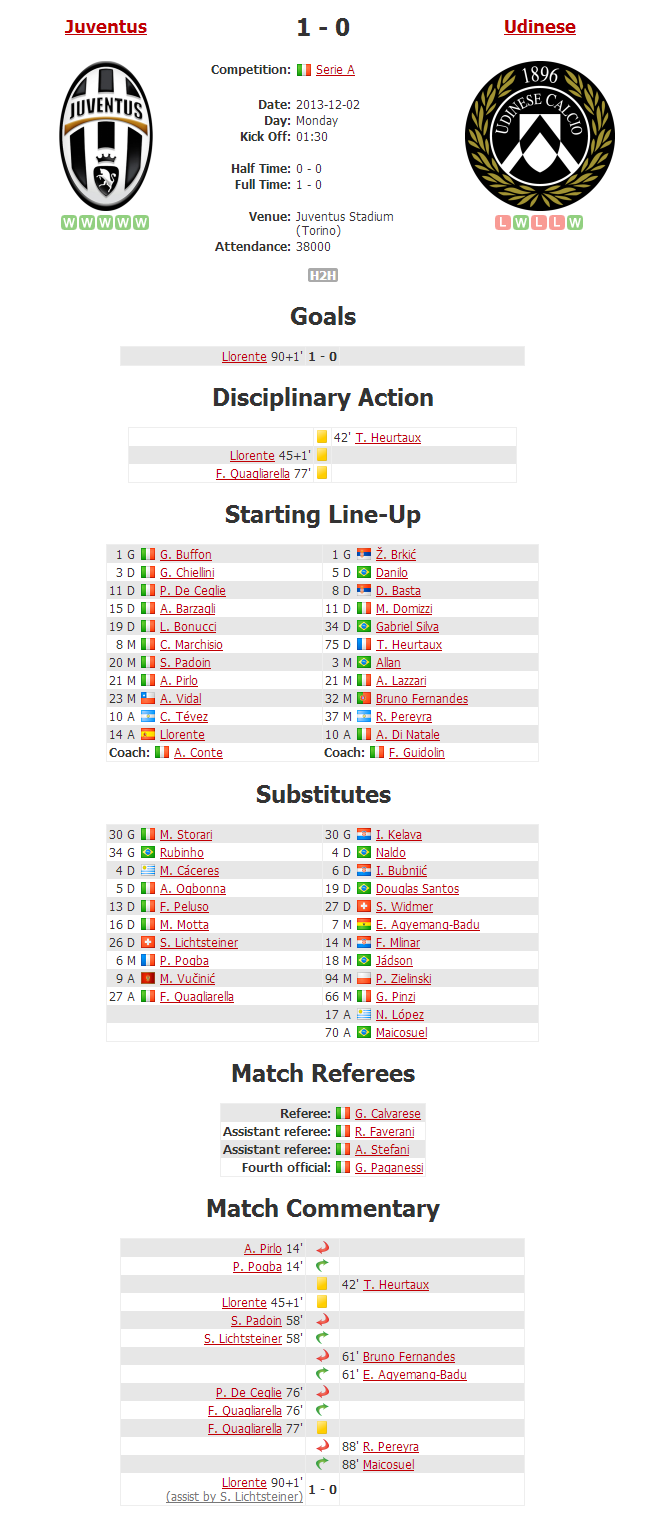 Juventus 1 - 0 Udinese
Competition: Serie A
JUVENTUS
1896
UDINESE CALCIO
Date: 2013-12-02
Day: Monday
Kick Off: 01:30
Half Time: 0 - 0
Full Time: 1 - 0
W W W W W
Venue: Juventus Stadium
(Torino)
L W L L W
Attendance: 38000
H2H
Goals
Llorente 90+1' 1 - 0
Disciplinary Action
42' T. Heurtaux
Llorente 45+1'
F. Quagliarella 77'
Starting Line-Up
1 G G. Buffon 1 G Ž. Brkić
3 D G. Chiellini 5 D Danilo
11 D P. De Ceglie 8 D D. Basta
15 D A. Barzagli 11 D M. Domizzi
19 D L. Bonucci 34 D Gabriel Silva
8 M C. Marchisio 75 D T. Heurtaux
20 M S. Padoin 3 M Allan
21 M A. Pirlo 21 M A. Lazzari
23 M A. Vidal 32 M Bruno Fernandes
10 A C. Tévez 37 M R. Pereyra
14 A Llorente 10 A A. Di Natale
Coach: A. Conte Coach: F. Guidolin
Substitutes
30 G M. Storari 30 G I. Kelava
34 G Rubinho 4 D Naldo
4 D M. Cáceres 6 D I. Bubnjić
5 D A. Ogbonna 19 D Douglas Santos
13 D F. Peluso 27 D S. Widmer
16 D M. Motta 7 M E. Agyemang-Badu
26 D S. Lichtsteiner 14 M F. Mlinar
6 M P. Pogba 18 M Jádson
9 A M. Vučinić 94 M P. Zielinski
27 A F. Quagliarella 66 M G. Pinzi
17 A N. López
70 A Maicosuel
Match Referees
Referee: G. Calvarese
Assistant referee: R. Faverani
Assistant referee: A. Stefani
Fourth official: G. Paganessi
Match Commentary
A. Pirlo 14'
P. Pogba 14'
42' T. Heurtaux
Llorente 45+1'
S. Padoin 58'
S. Lichtsteiner 58'
61' Bruno Fernandes
61' E. Agyemang-Badu
P. De Ceglie 76'
F. Quagliarella 76'
F. Quagliarella 77'
88' R. Pereyra
88' Maicosuel
Llorente 90+1' 1 - 0
(assist by S. Lichtsteiner)